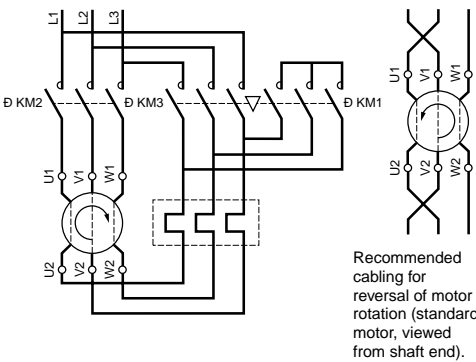 L1 L2 L3
Đ KM2
Đ KM3
Đ KM1
U1 V1 W1
U2 V2 W2
U1 V1 W1
U2 V2 W2
Recommended
cabling for
reversal of motor
rotation (standard
motor, viewed
from shaft end).